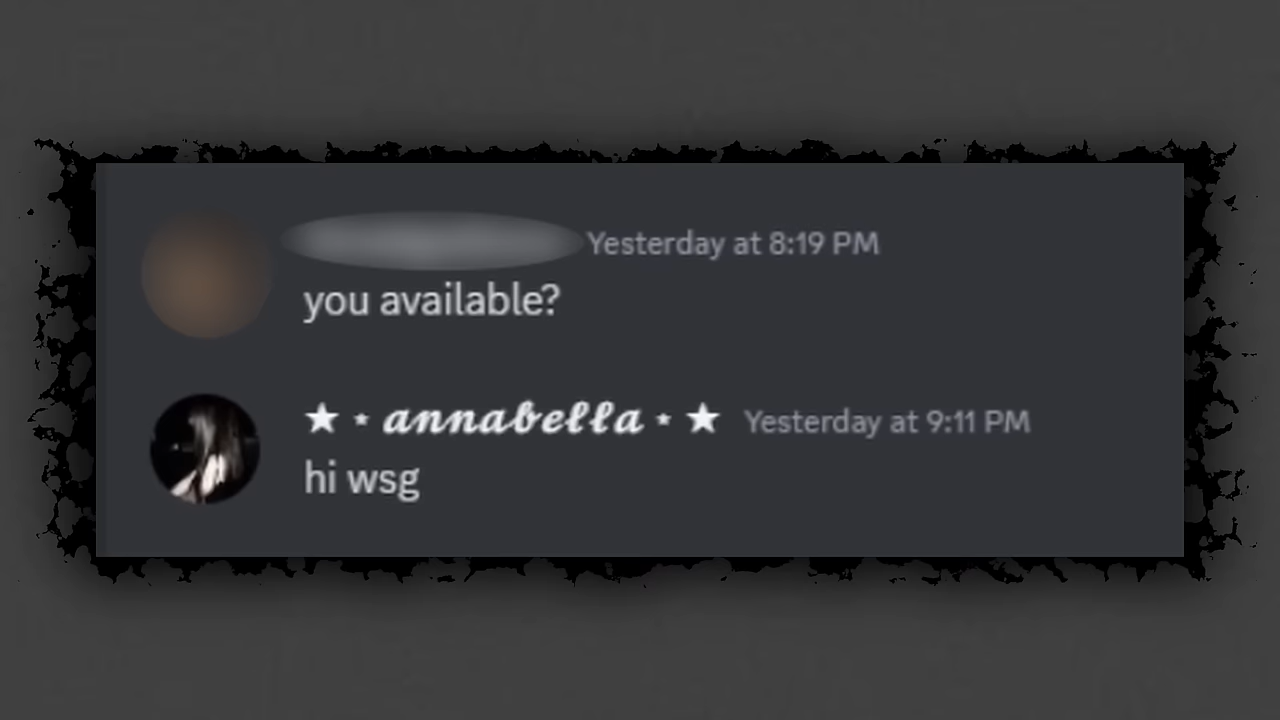 Yesterday at 8:19 PM
you available?
★ ⋆ 𝓪𝓷𝓷𝓪𝓫𝓮𝓵𝓵𝓪 ⋆ ★ Yesterday at 9:11 PM
hi wsg